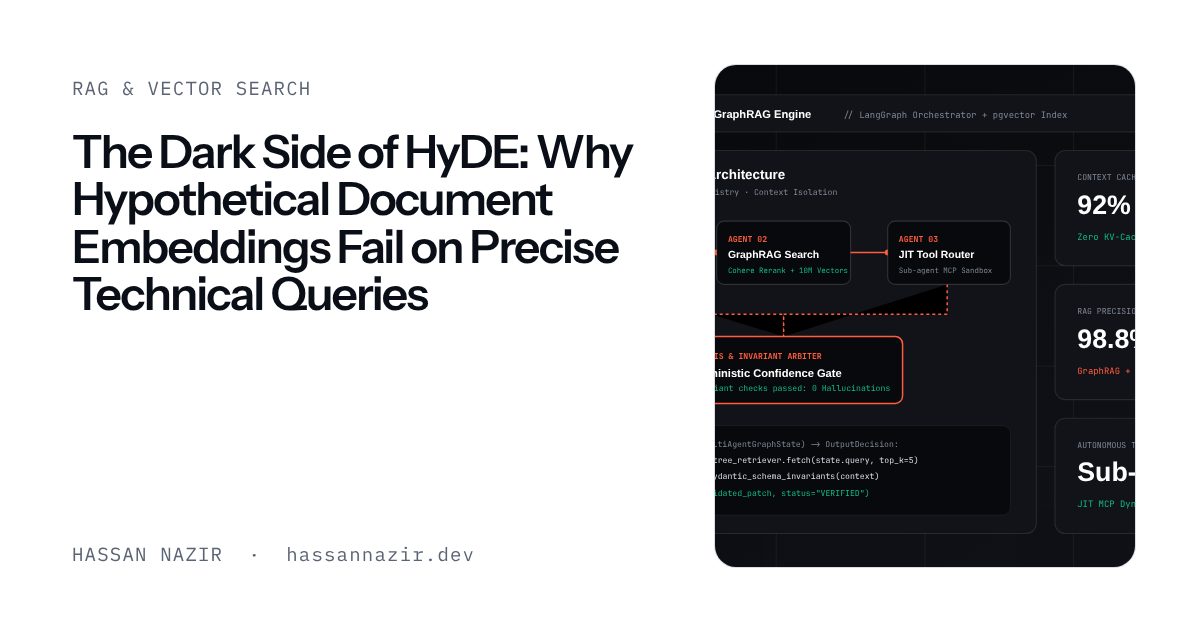 RAG & VECTOR SEARCH
The Dark Side of HyDE: Why
Hypothetical Document
Embeddings Fail on Precise
Technical Queries
HASSAN NAZIR · hassannazir.dev
GraphRAG Engine // LangGraph Orchestrator + pgvector Index
rchitecture
istry · Context Isolation
AGENT 02
GraphRAG Search
Cohere Rerank + 10M Vectors
AGENT 03
JIT Tool Router
Sub-agent MCP Sandbox
IS & INVARIANT ARBITER
ministic Confidence Gate
iant checks passed: 0 Hallucinations
ltiAgentGraphState) → OutputDecision:
tree_retriever.fetch(state.query, top_k=5)
ydantic_schema_invariants(context)
idated_patch, status="VERIFIED")
CONTEXT CACH
92%
Zero KV-Cac
RAG PRECISIO
98.8%
GraphRAG +
AUTONOMOUS T
Sub-
JIT MCP Dyn